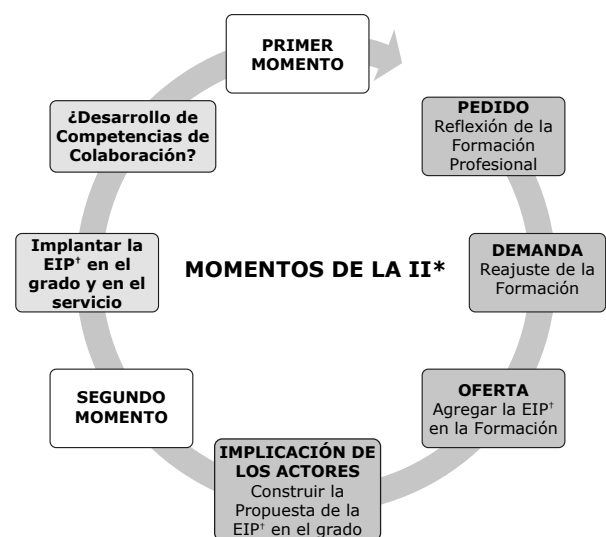 PRIMER
MOMENTO
PEDIDO
Reflexión de la
Formación
Profesional
DEMANDA
Reajuste de la
Formación
OFERTA
Agregar la EIP†
en la Formación
IMPLICACIÓN DE
LOS ACTORES
Construir la
Propuesta de la
EIP† en el grado
SEGUNDO
MOMENTO
Implantar la
EIP† en el
grado y en el
servicio
¿Desarrollo de
Competencias de
Colaboración?
MOMENTOS DE LA II*